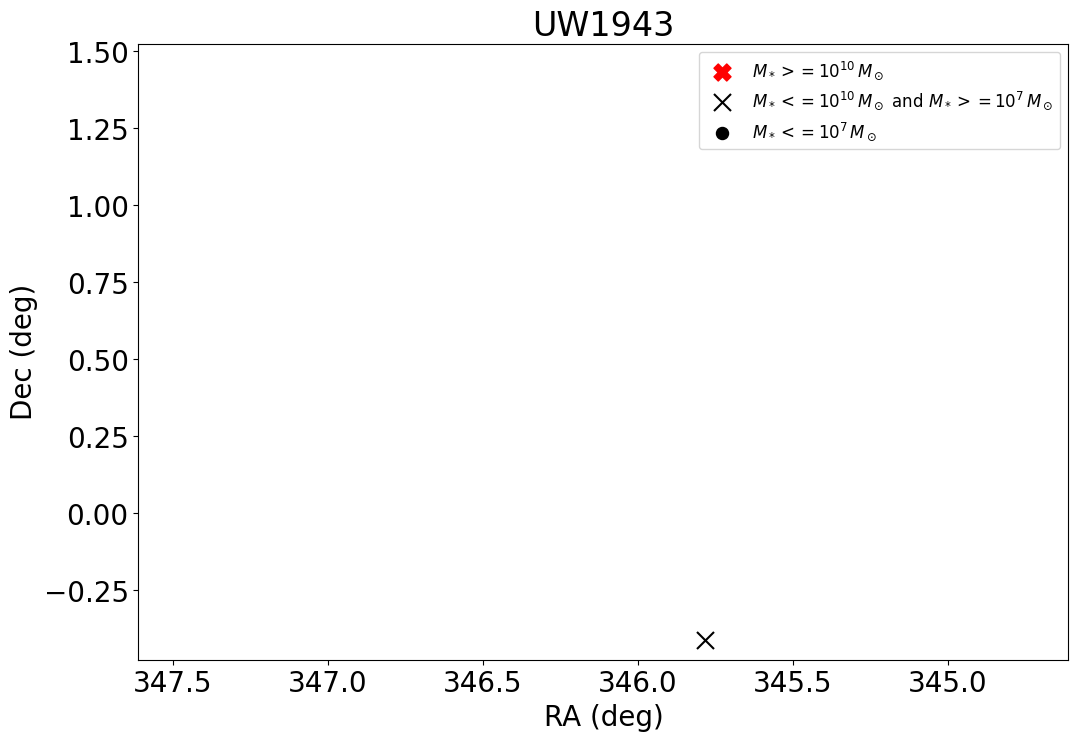 UW1943
1.50
1.25
1.00
0.75
0.50
0.25
0.00
−0.25
Dec (deg)
M* >= 10^10 M⊙
M* <= 10^10 M⊙ and M* >= 10^7 M⊙
M* <= 10^7 M⊙
347.5 347.0 346.5 346.0 345.5 345.0
RA (deg)